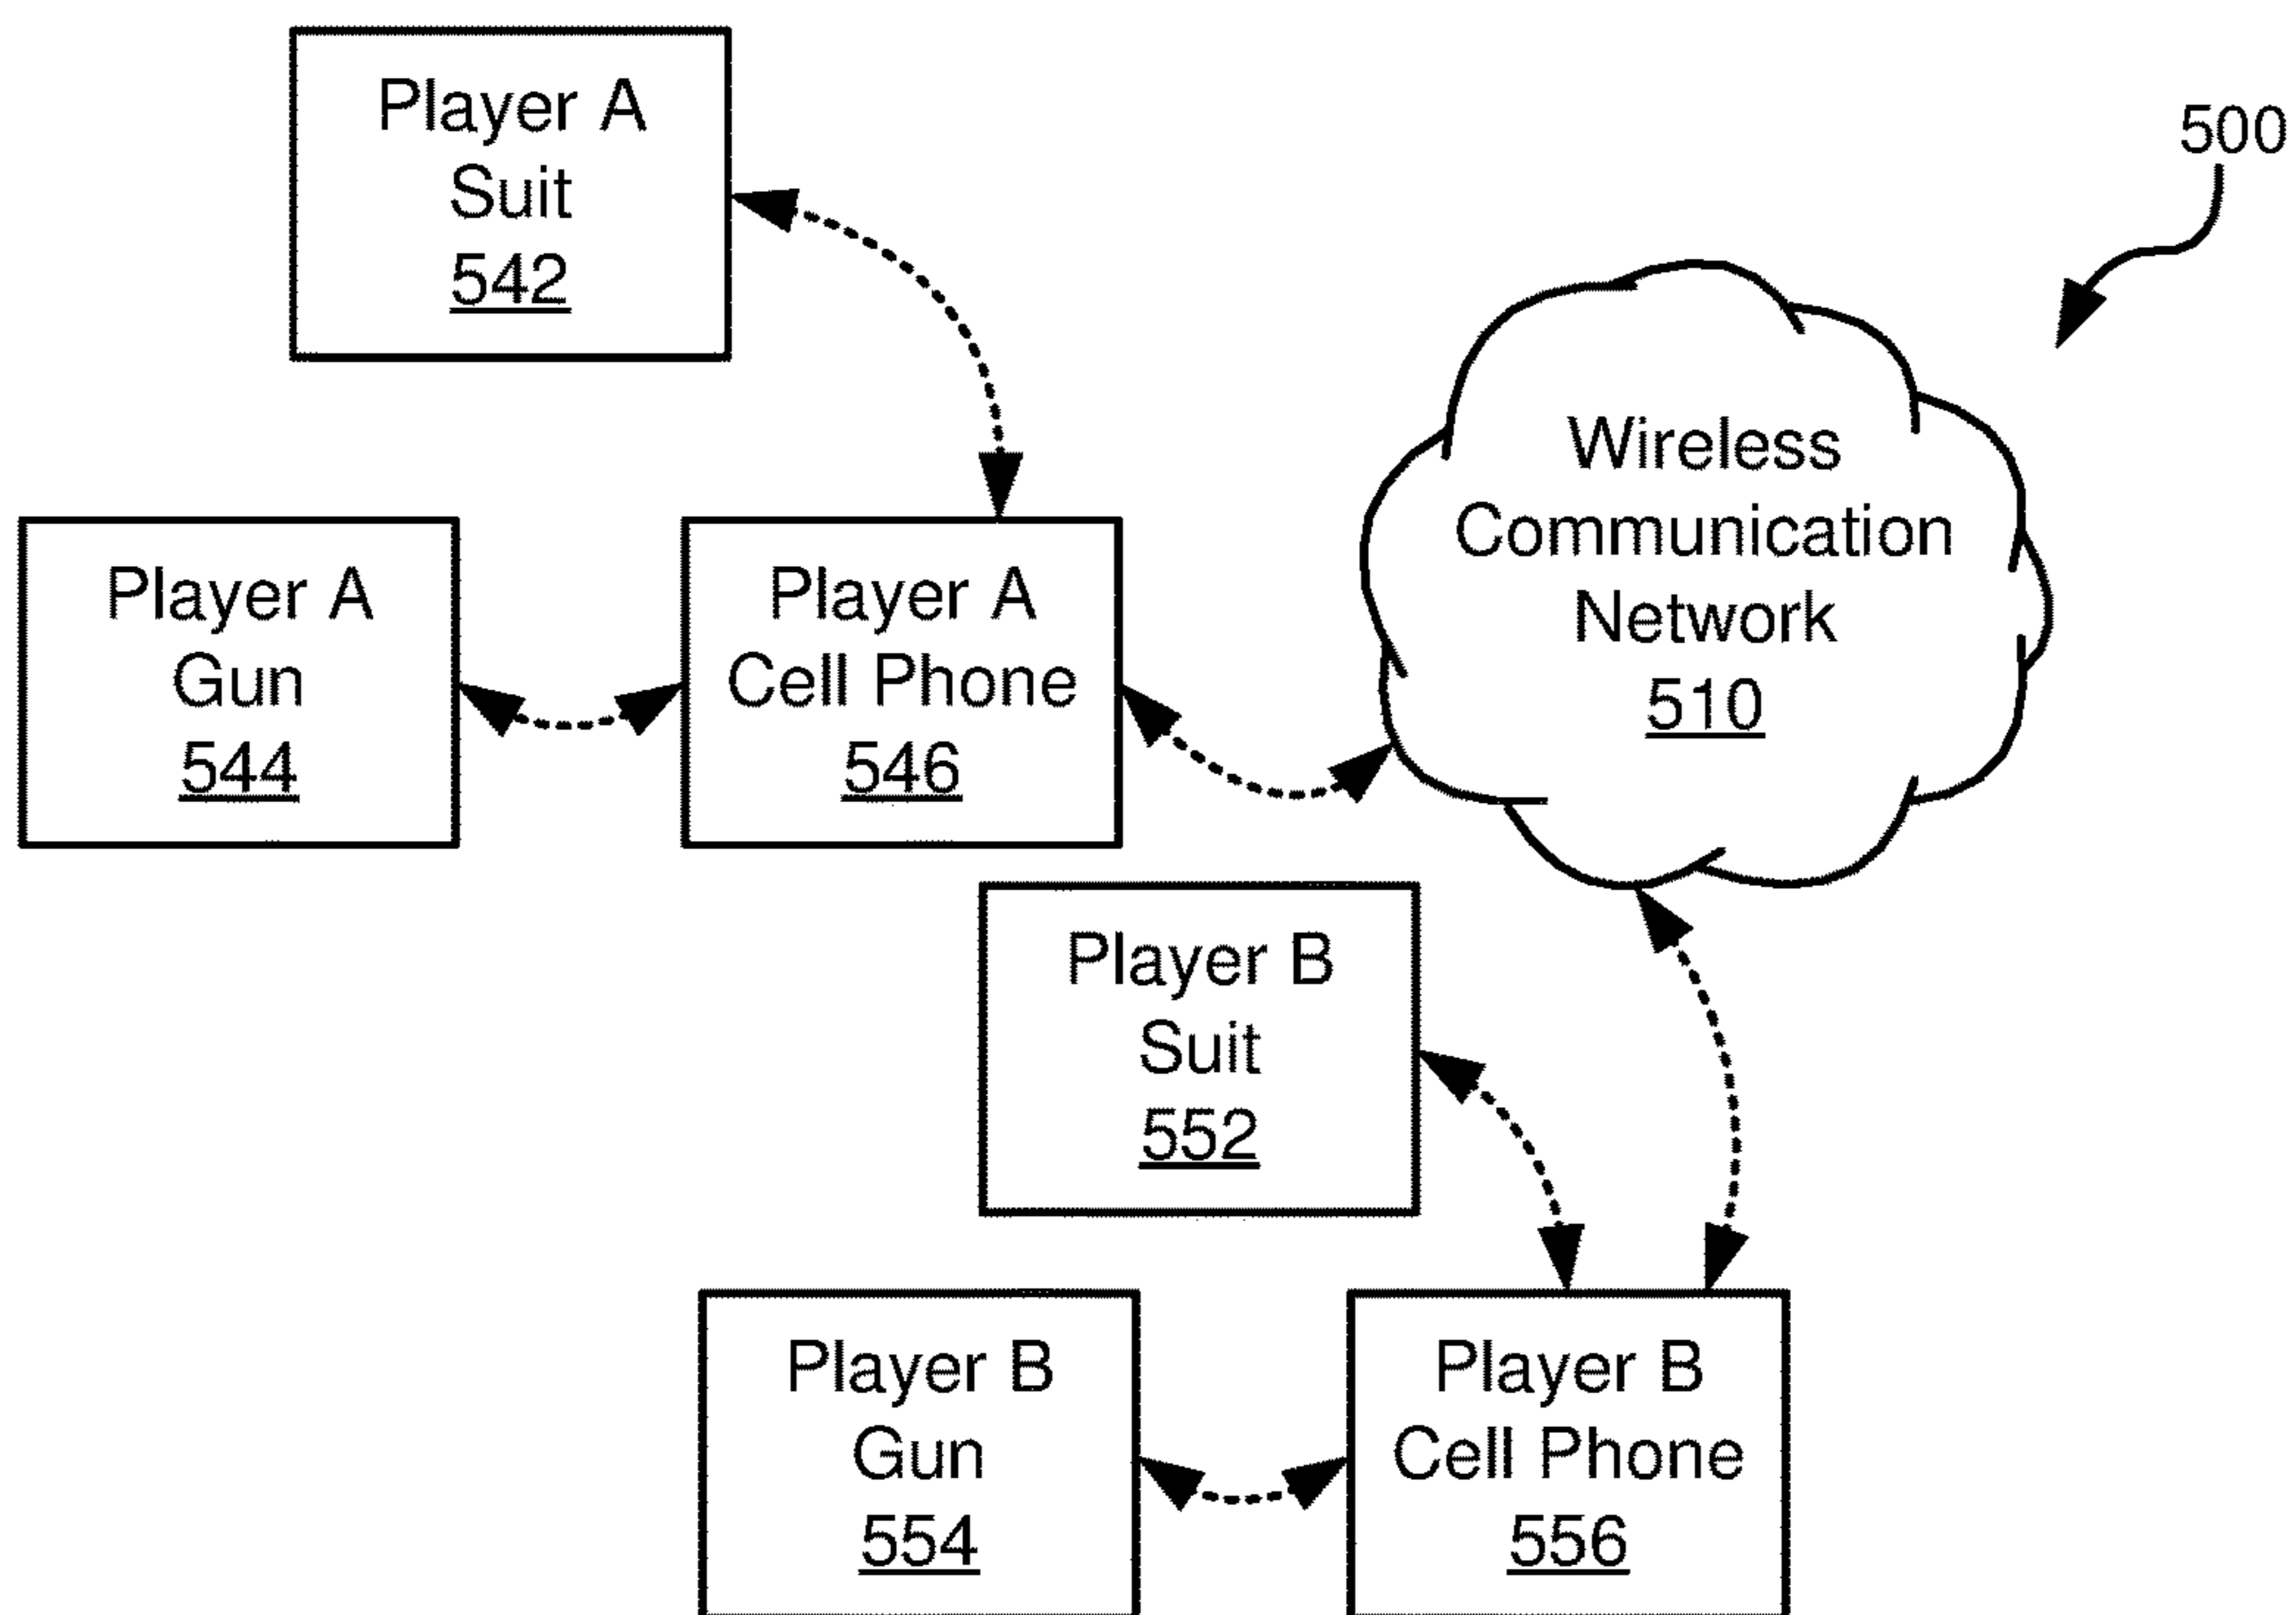 Player A
Suit
542
500
Wireless
Communication
Network
510
Player A
Gun
544
Player A
Cell Phone
546
Player B
Suit
552
Player B
Gun
554
Player B
Cell Phone
556